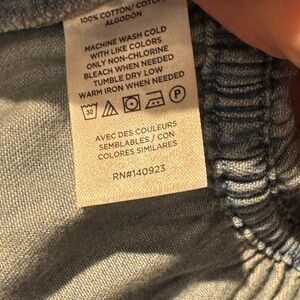 100% COTTON/COTON/
ALGODÓN
MACHINE WASH COLD
WITH LIKE COLORS
ONLY NON-CHLORINE
BLEACH WHEN NEEDED
TUMBLE DRY LOW
WARM IRON WHEN NEEDED
30 P
AVEC DES COULEURS
SEMBLABLES / CON
COLORES SIMILARES
RN#140923